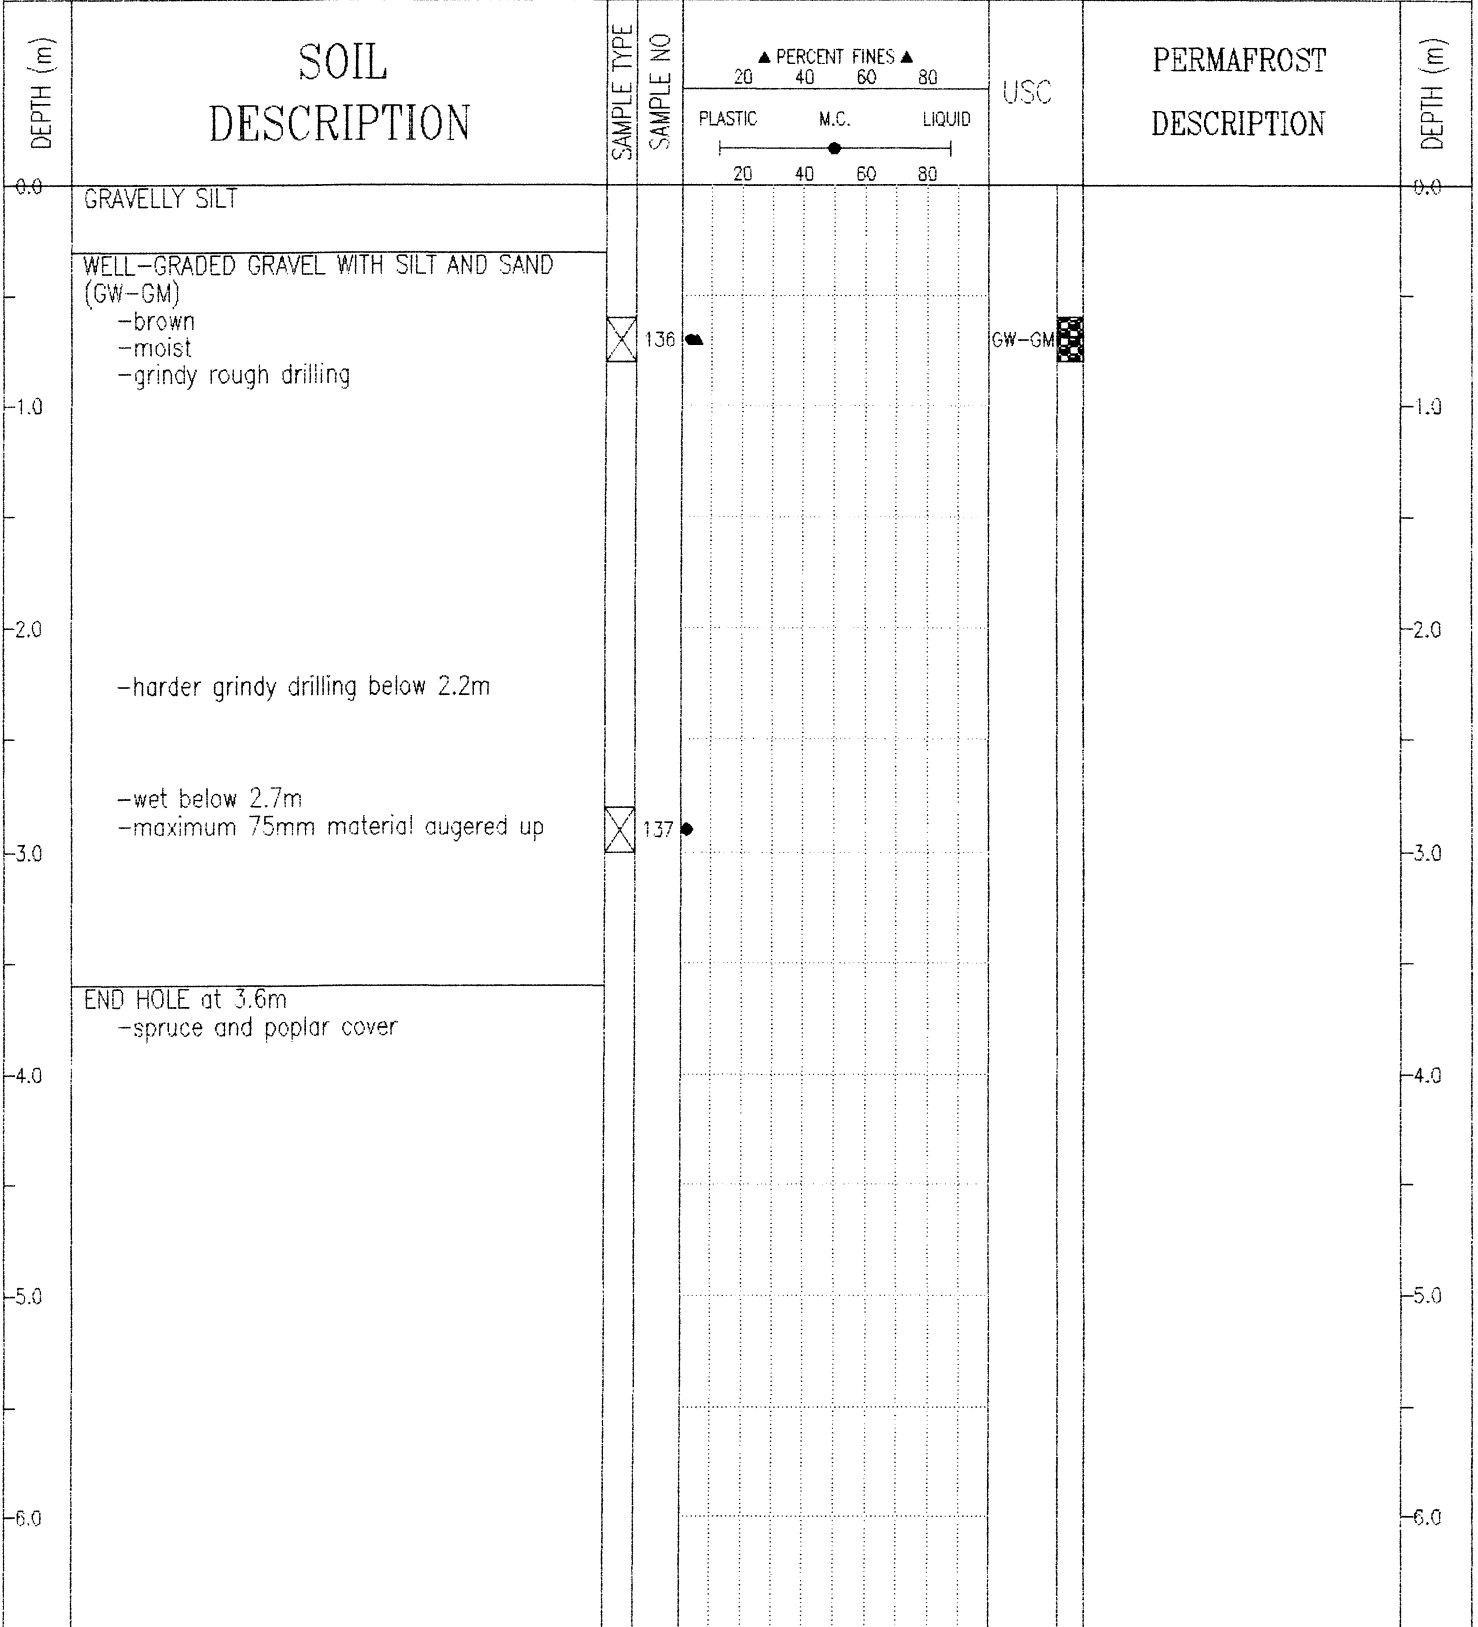 DEPTH (m)
SOIL
DESCRIPTION
SAMPLE TYPE
SAMPLE NO
▲ PERCENT FINES ▲
20 40 60 80
PLASTIC M.C. LIQUID
20 40 60 80
USC
PERMAFROST
DESCRIPTION
DEPTH (m)
0.0 0.0
GRAVELLY SILT
WELL-GRADED GRAVEL WITH SILT AND SAND
(GW-GM)
-brown
-moist
136 GW-GM
-grindy rough drilling
1.0 1.0
2.0 2.0
-harder grindy drilling below 2.2m
-wet below 2.7m
-maximum 75mm material augered up
137
3.0 3.0
END HOLE at 3.6m
-spruce and poplar cover
4.0 4.0
5.0 5.0
6.0 6.0